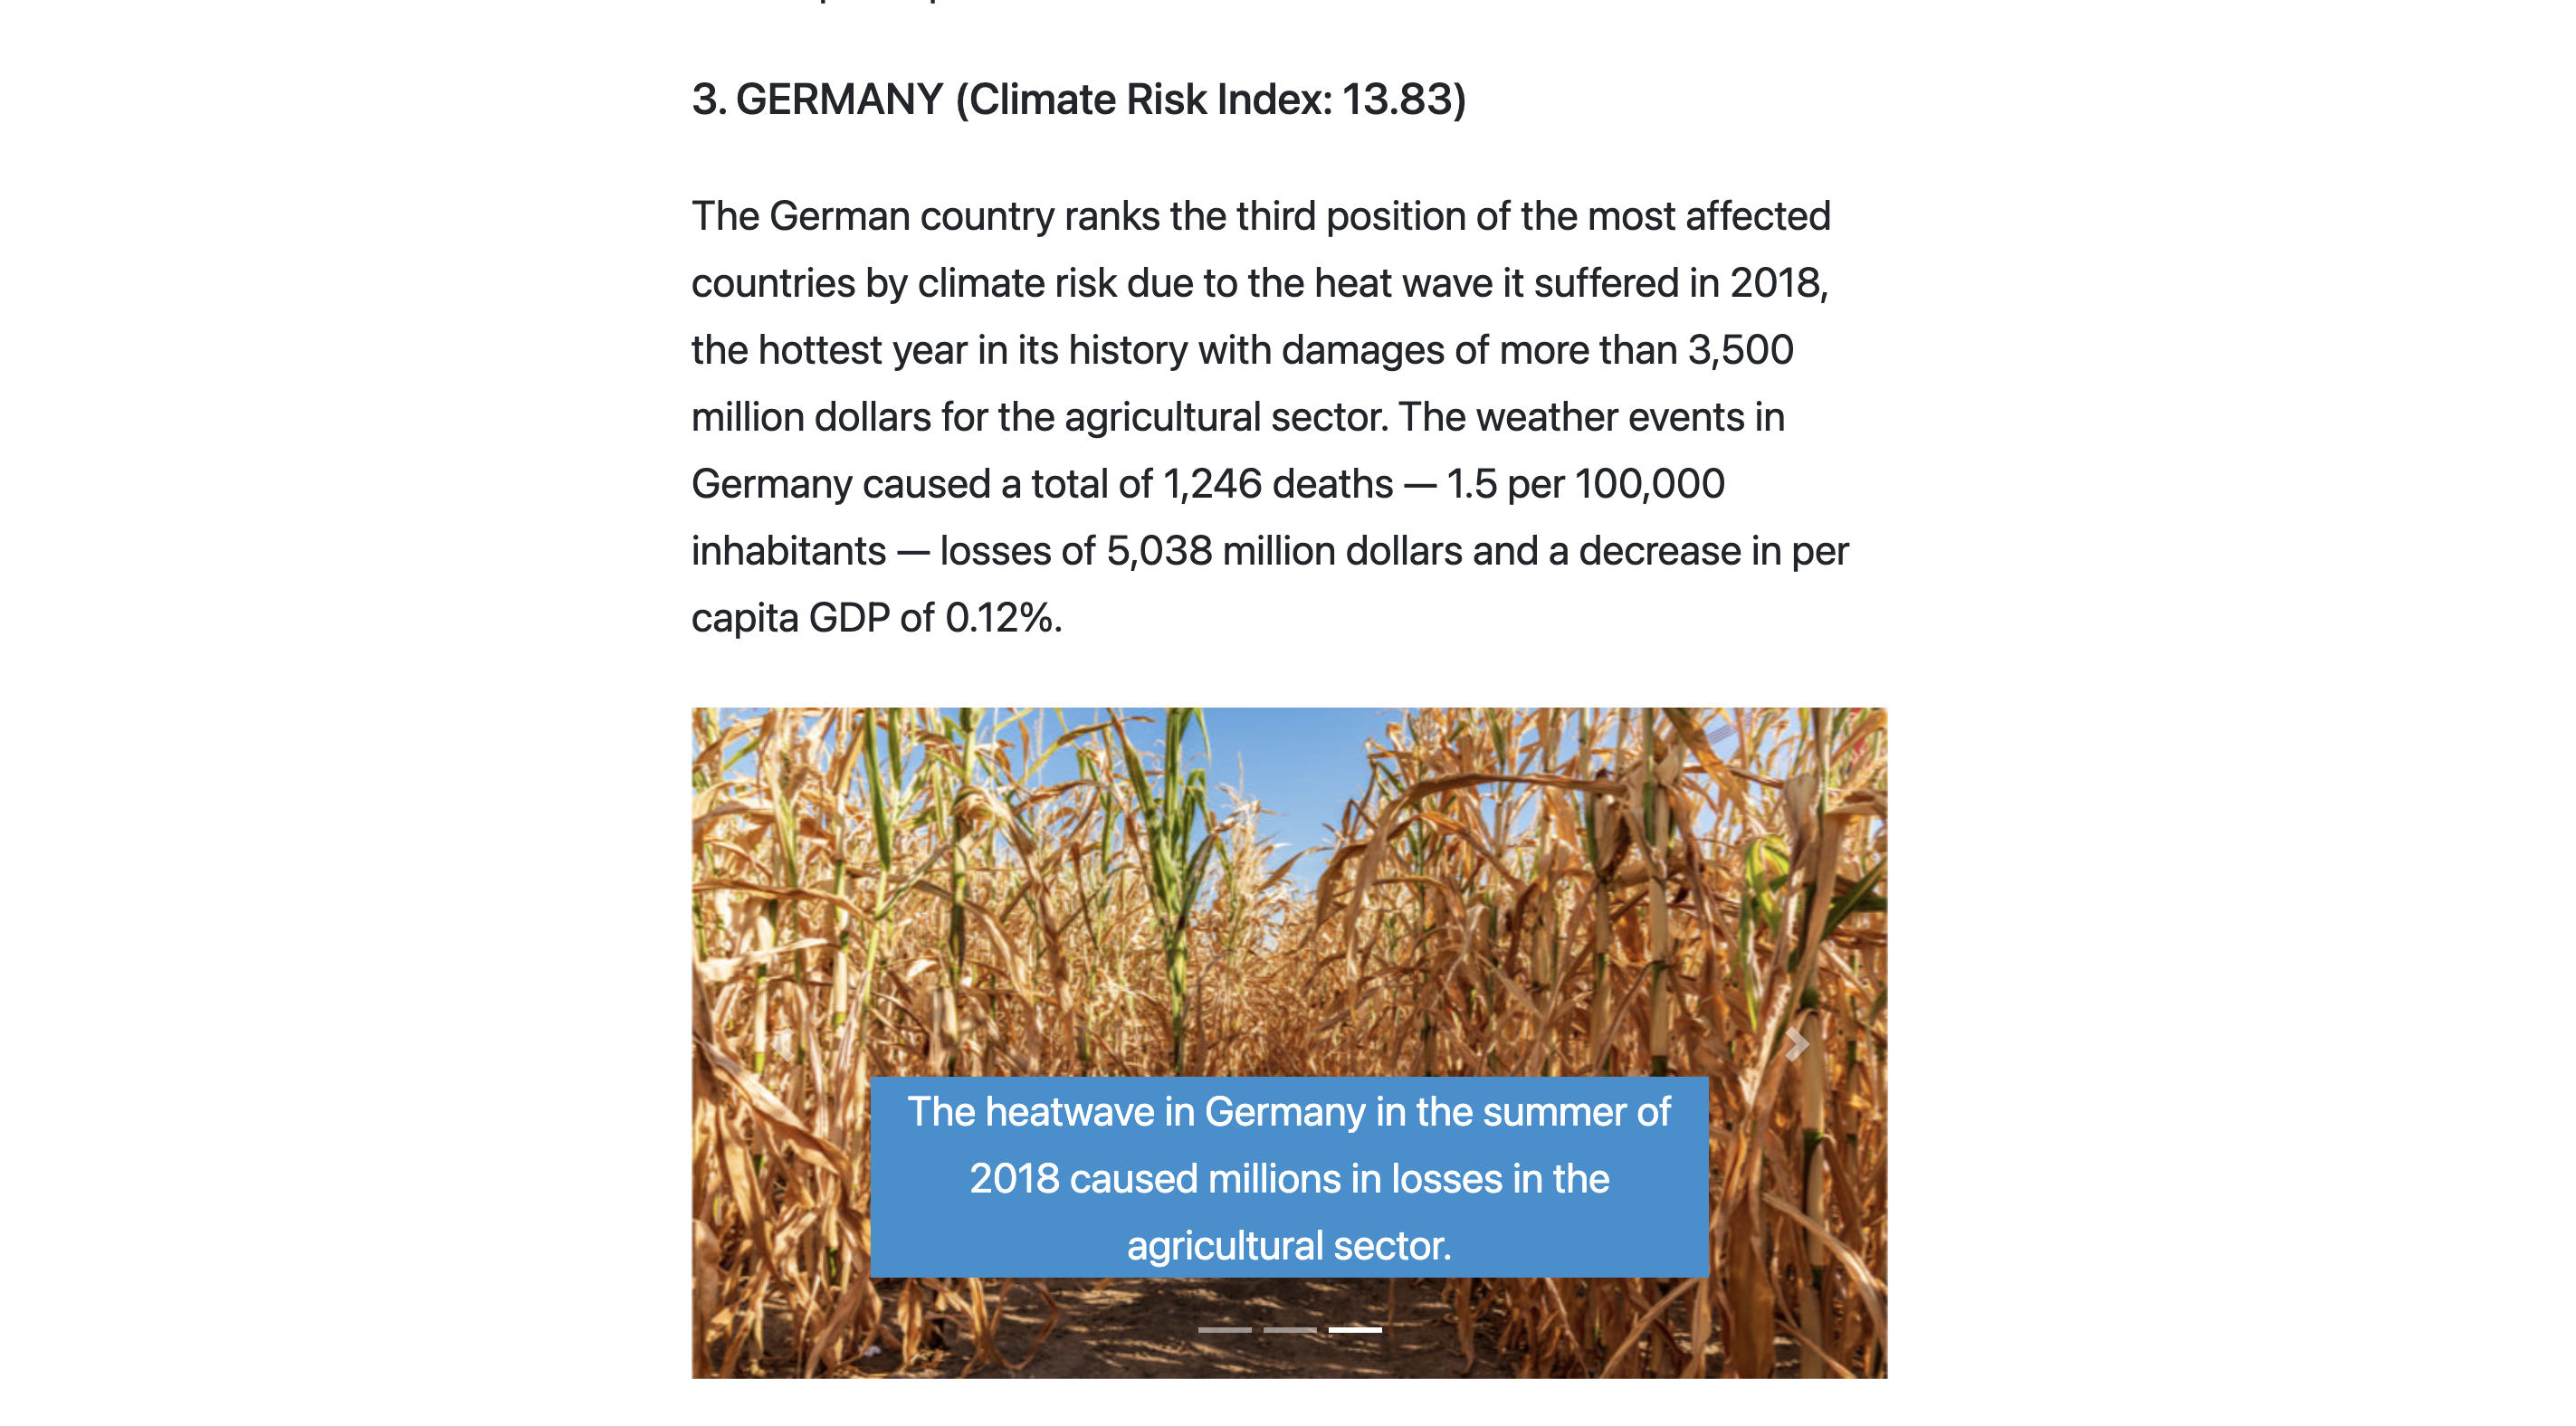 3. GERMANY (Climate Risk Index: 13.83)
The German country ranks the third position of the most affected
countries by climate risk due to the heat wave it suffered in 2018,
the hottest year in its history with damages of more than 3,500
million dollars for the agricultural sector. The weather events in
Germany caused a total of 1,246 deaths — 1.5 per 100,000
inhabitants — losses of 5,038 million dollars and a decrease in per
capita GDP of 0.12%.
The heatwave in Germany in the summer of
2018 caused millions in losses in the
agricultural sector.